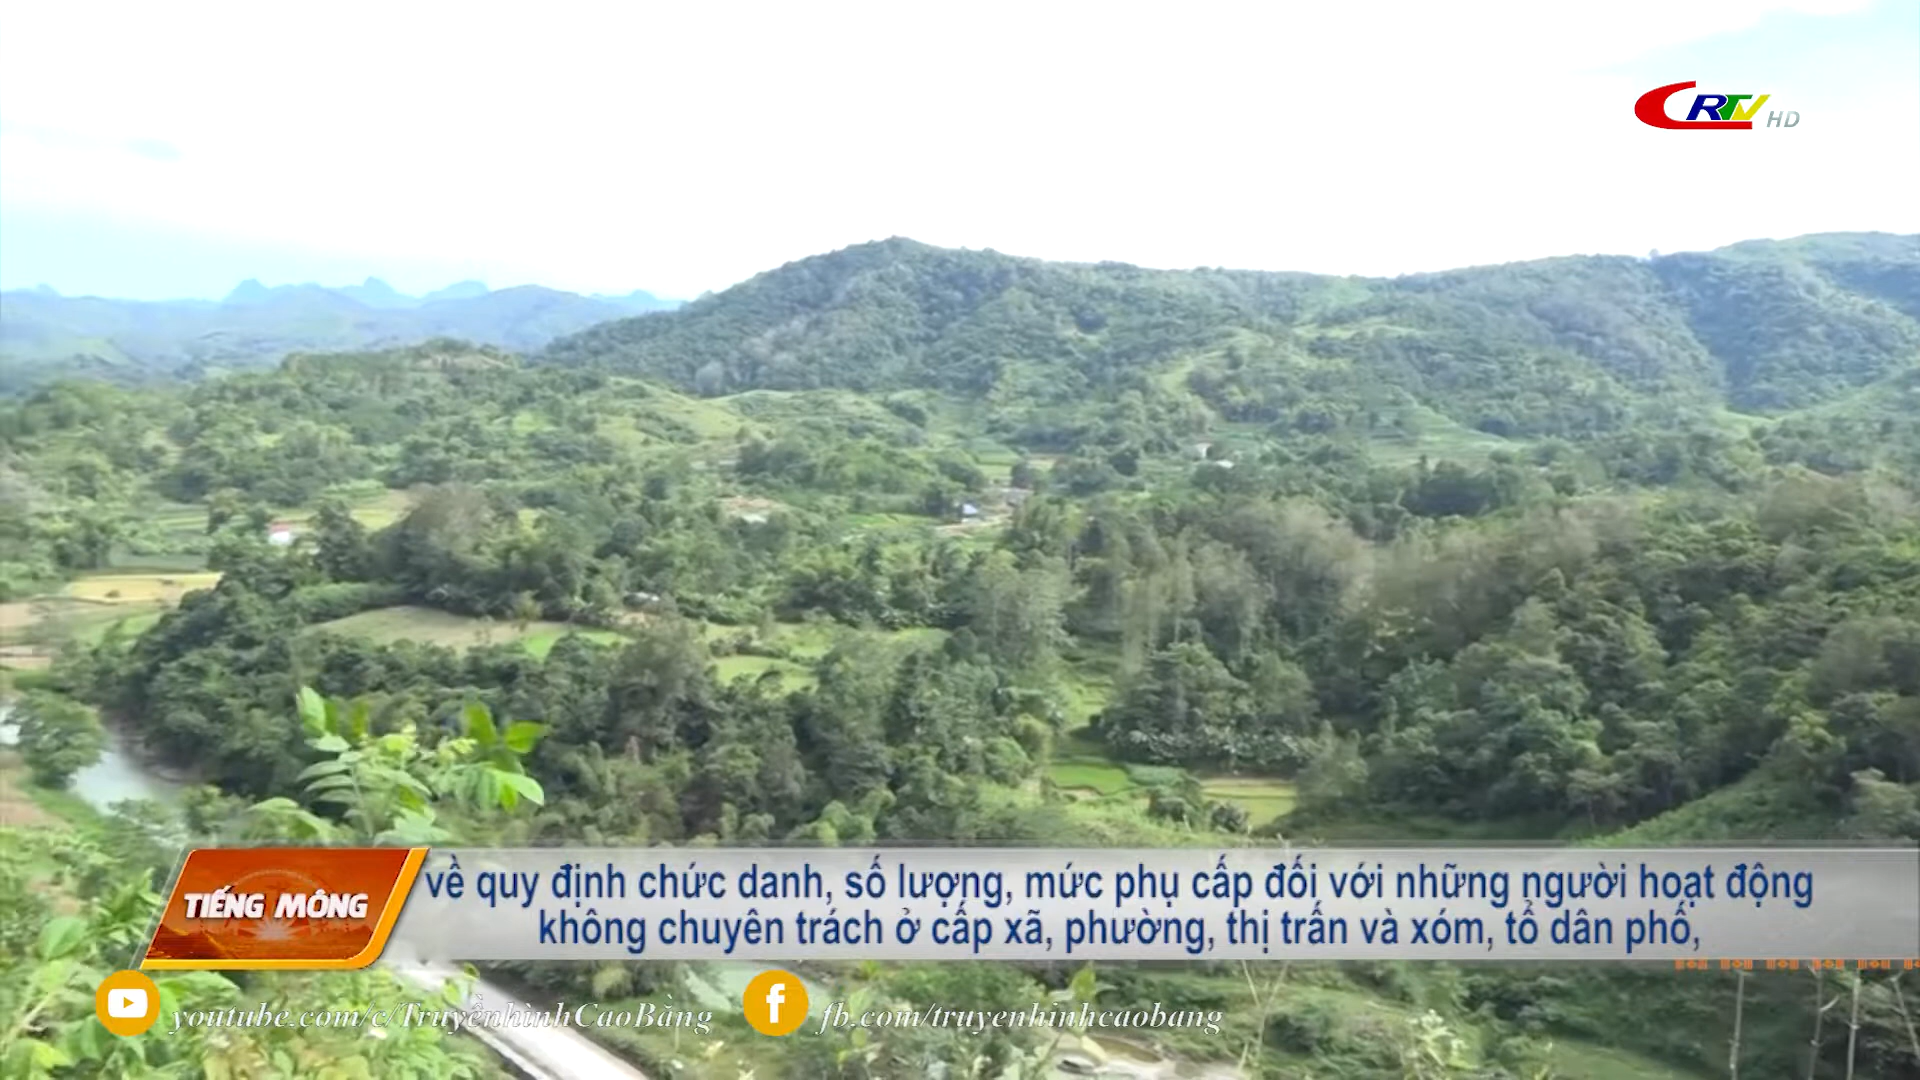 CRTV HD
về quy định chức danh, số lượng, mức phụ cấp đối với những người hoạt động
TIẾNG MÔNG
không chuyên trách ở cấp xã, phường, thị trấn và xóm, tổ dân phố,
youtube.com/c/TruyềnhìnhCaoBằng
fb.com/truyenhinhcaobang